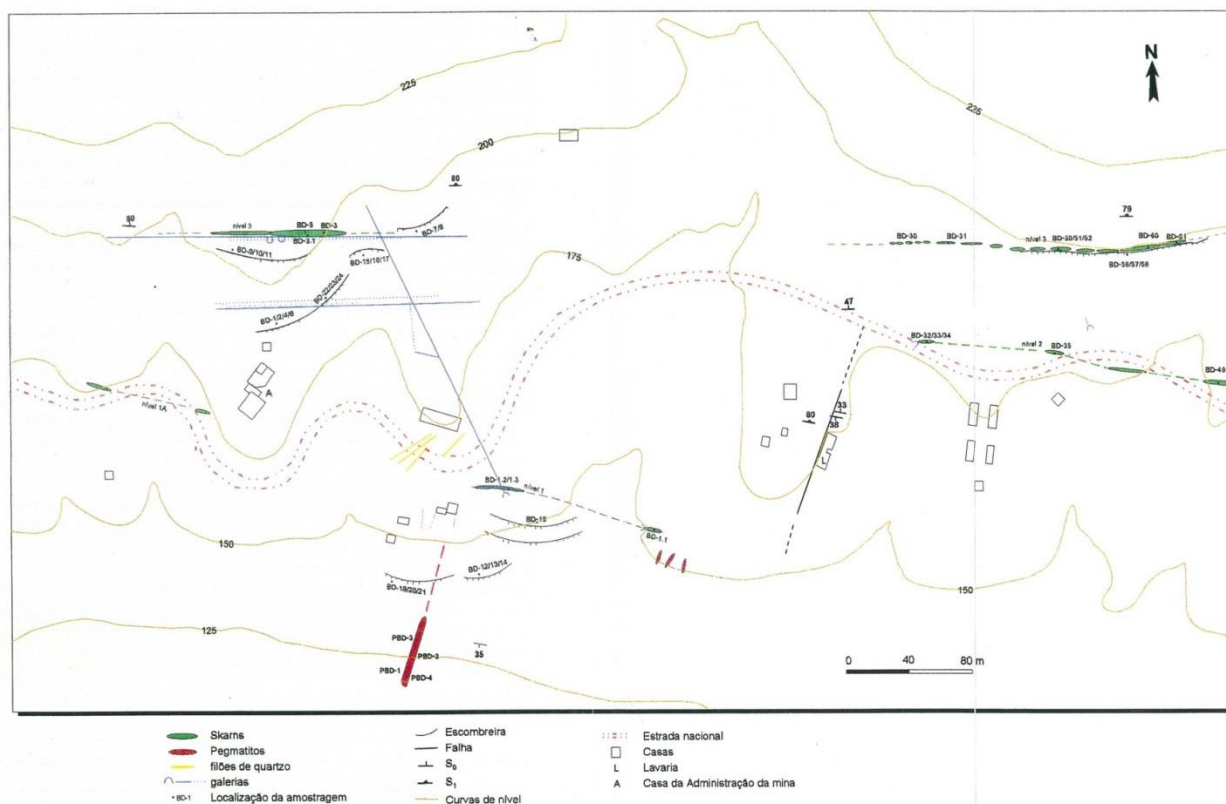 N
225
225
200
80
60
79
nível 3
BD-5
BD-3
BD-3.1
BD-7/8
BD-9/10/11
BD-15/16/17
BD-30
BD-31
nível 3
BD-50/51/52
BD-60
BD-61
BD-56/57/58
175
BD-22/23/24
BD-1/2/4/6
47
BD-32/33/34
nível 2
BD-35
BD-49
A
nível 1A
33
80
38
BD-1.2/1.3
nível 1
BD-19
BD-1.1
150
BD-12/13/14
BD-18/20/21
150
125
PBD-3
PBD-2
35
PBD-1
PBD-4
0 40 80 m
Skarns
Pegmatitos
filões de quartzo
galerias
BD-1 Localização da amostragem
Escombreira
Falha
S0
S1
Curvas de nível
Estrada nacional
Casas
L Lavaria
A Casa da Administração da mina